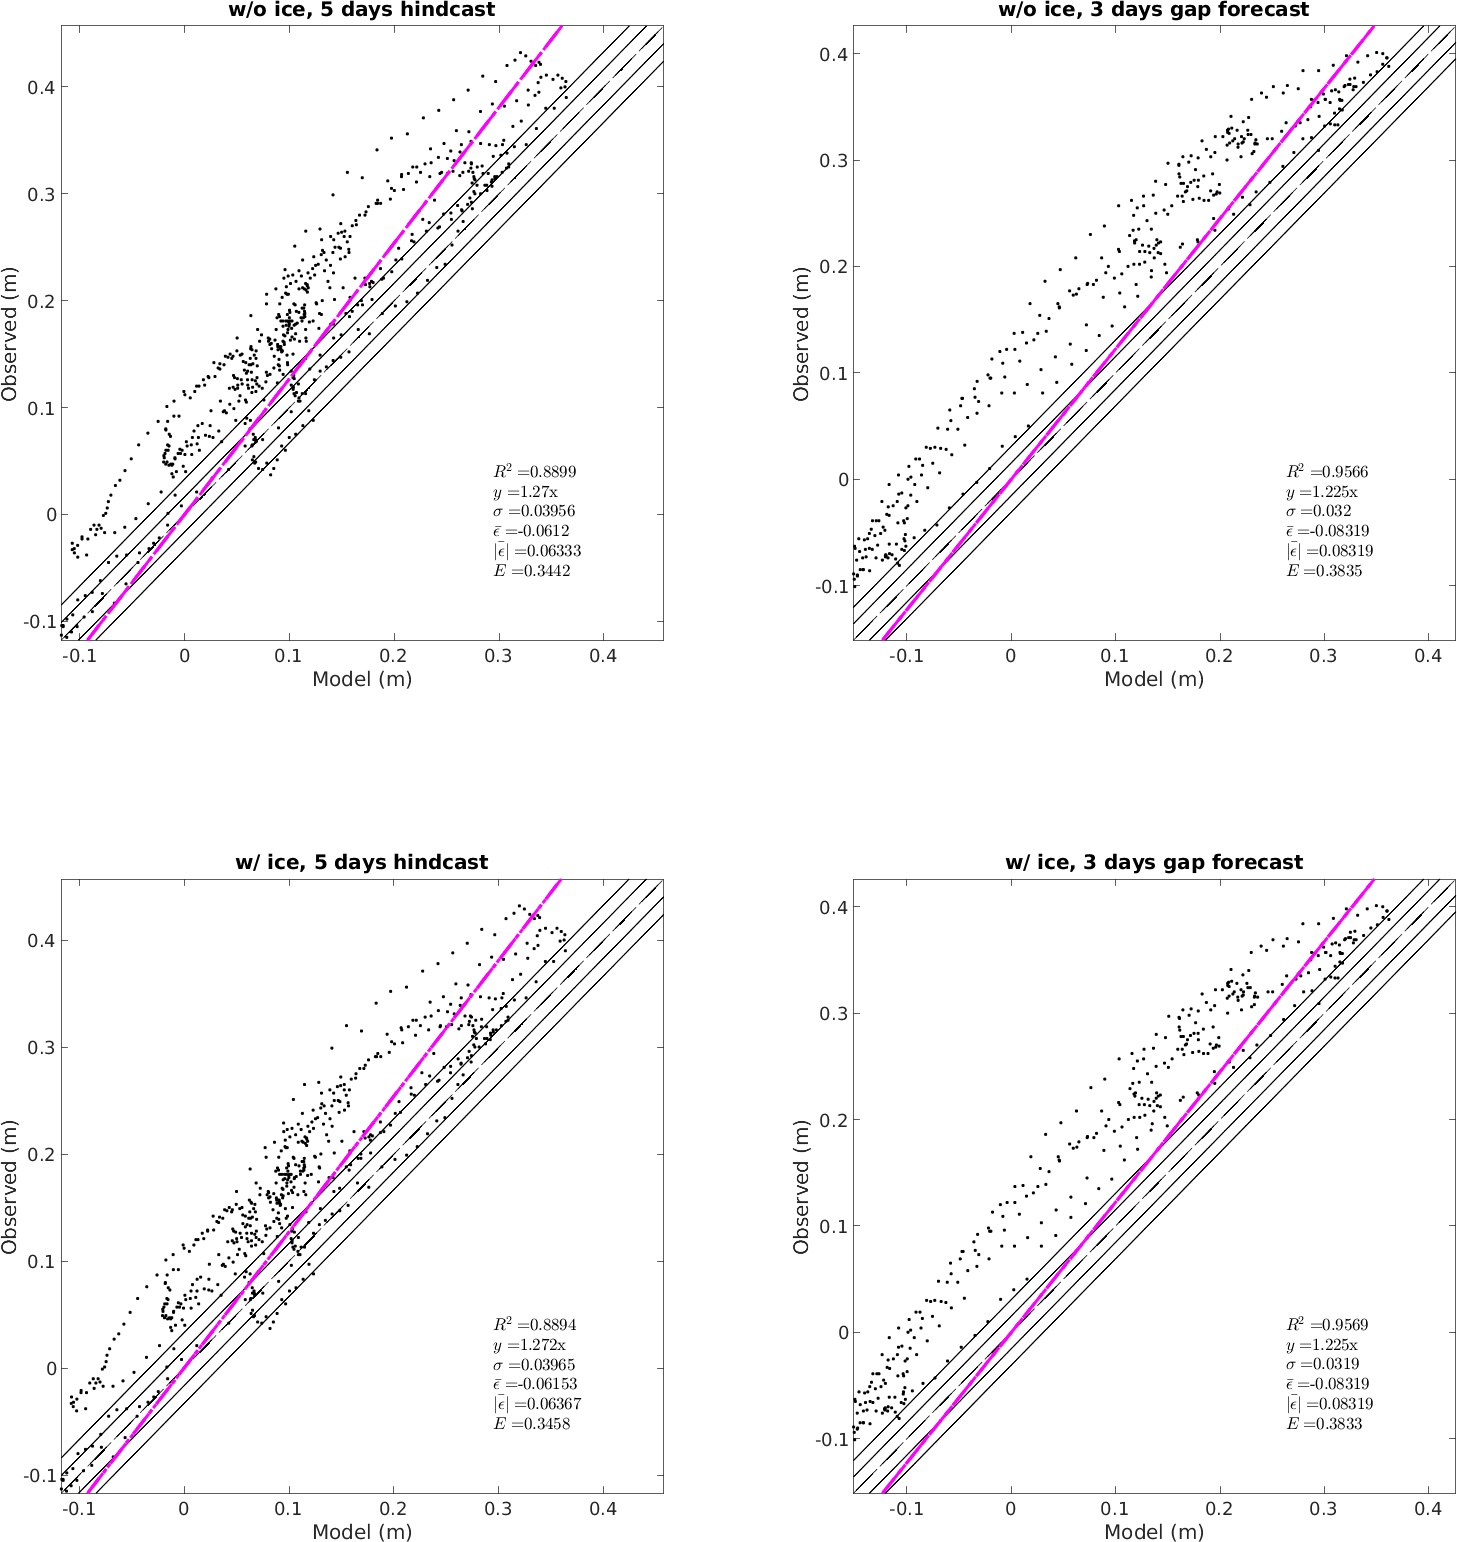 w/o ice, 5 days hindcast
0.4
0.3
0.2
0.1
0
-0.1
Observed (m)
R² =0.8899
y =1.27x
σ =0.03956
ϵ̄ =-0.0612
|ϵ̄| =0.06333
E =0.3442
-0.1 0 0.1 0.2 0.3 0.4
Model (m)
w/o ice, 3 days gap forecast
0.4
0.3
0.2
0.1
0
-0.1
Observed (m)
R² =0.9566
y =1.225x
σ =0.032
ϵ̄ =-0.08319
|ϵ̄| =0.08319
E =0.3835
-0.1 0 0.1 0.2 0.3 0.4
Model (m)
w/ ice, 5 days hindcast
0.4
0.3
0.2
0.1
0
-0.1
Observed (m)
R² =0.8894
y =1.272x
σ =0.03965
ϵ̄ =-0.06153
|ϵ̄| =0.06367
E =0.3458
-0.1 0 0.1 0.2 0.3 0.4
Model (m)
w/ ice, 3 days gap forecast
0.4
0.3
0.2
0.1
0
-0.1
Observed (m)
R² =0.9569
y =1.225x
σ =0.0319
ϵ̄ =-0.08319
|ϵ̄| =0.08319
E =0.3833
-0.1 0 0.1 0.2 0.3 0.4
Model (m)